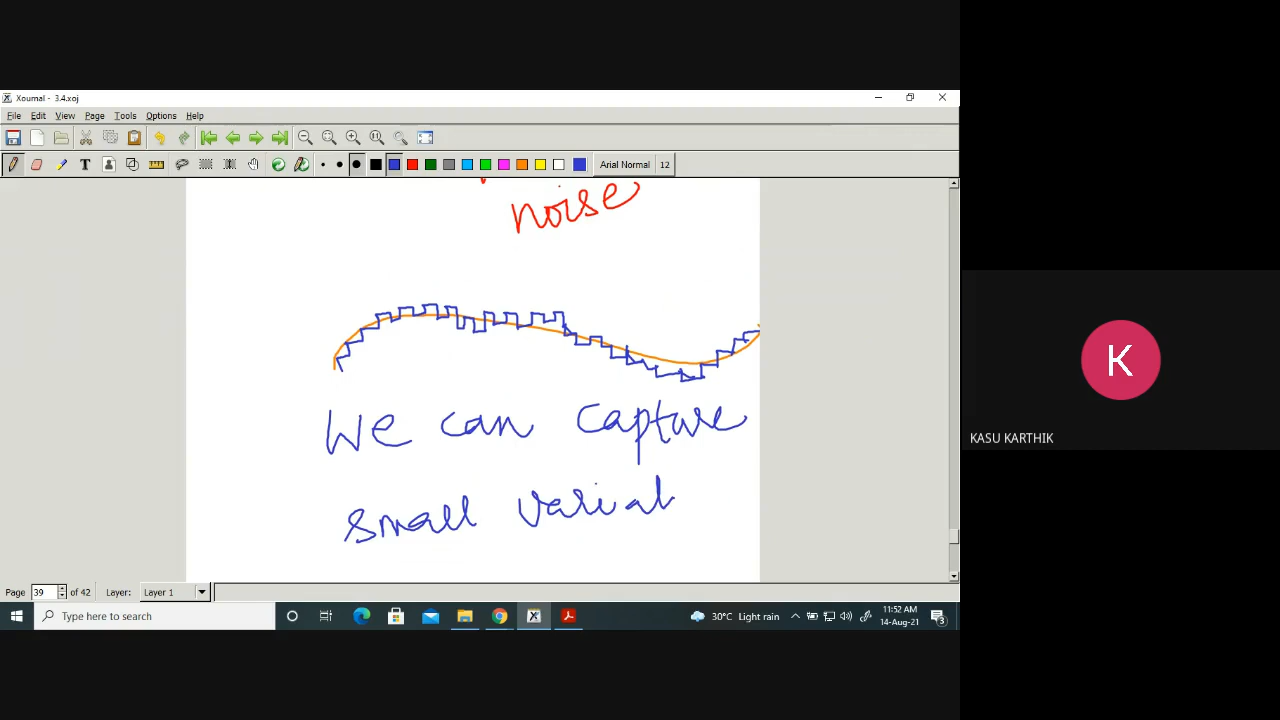 Xournal - 3.4.xoj
File Edit View Page Tools Options Help
T Arial Normal 12
noise
We can capture
small variat
K
KASU KARTHIK
Page 39 of 42 Layer: Layer 1
Type here to search
30°C Light rain
11:52 AM
14-Aug-21
3